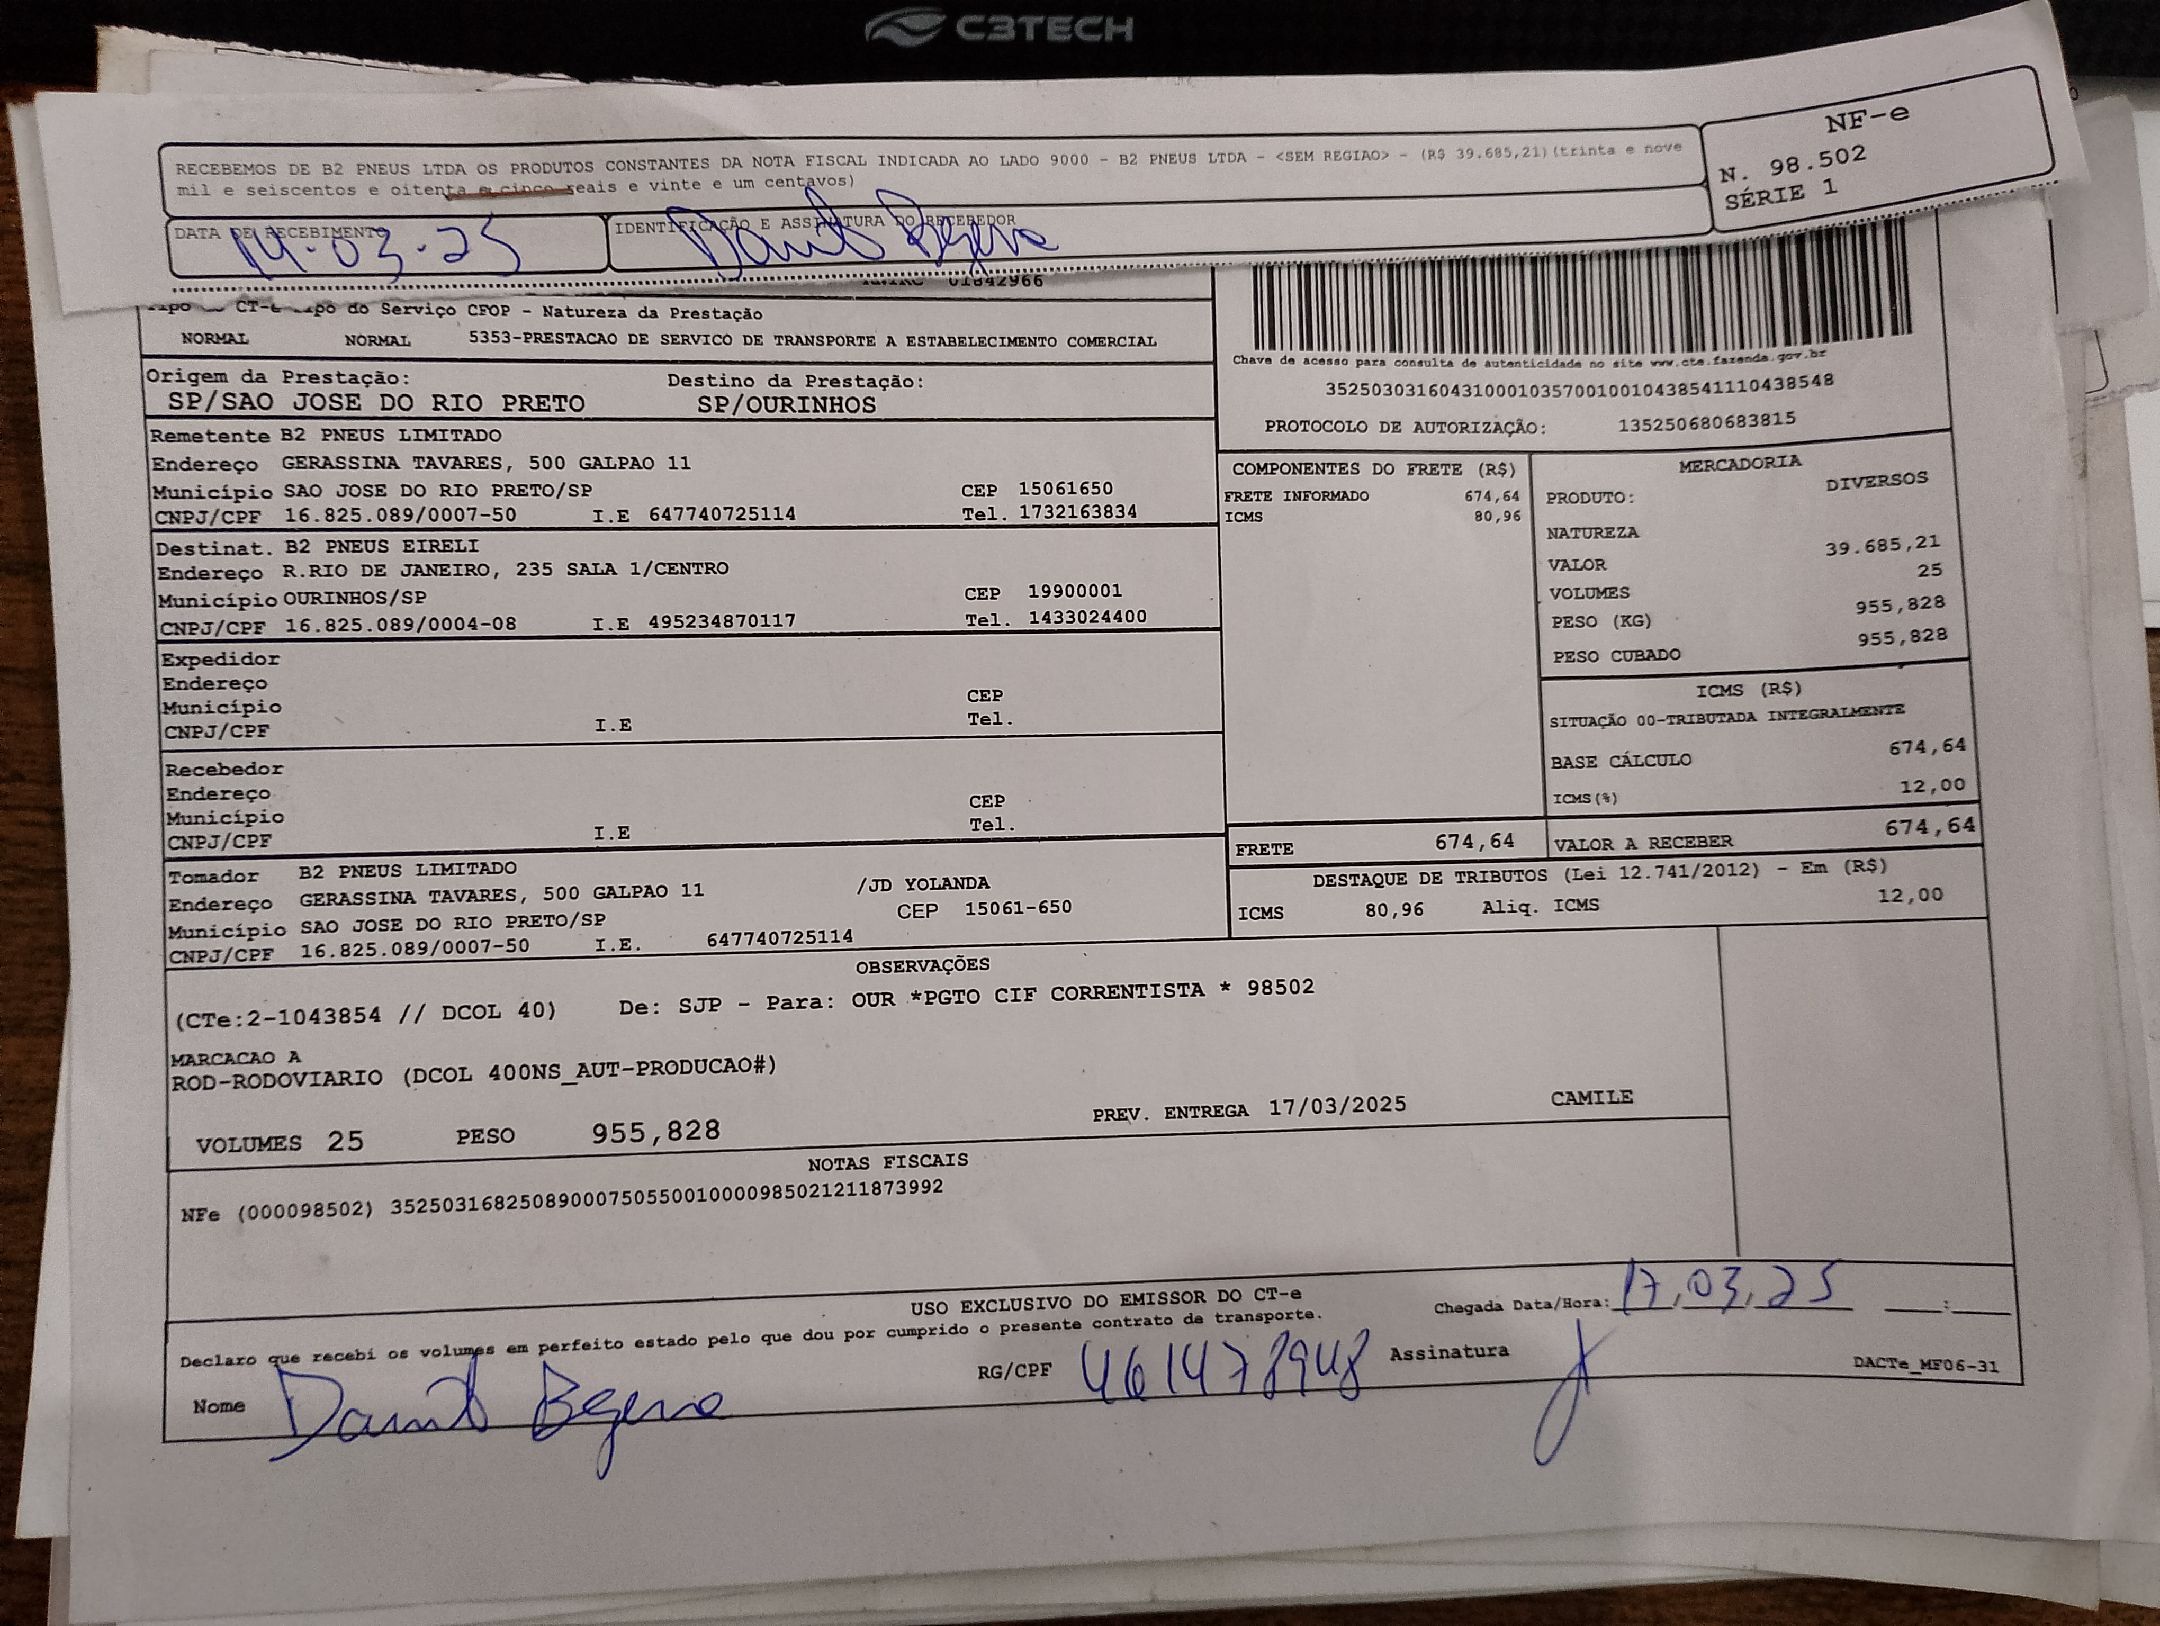 C3TECH
RECEBEMOS DE B2 PNEUS LTDA OS PRODUTOS CONSTANTES DA NOTA FISCAL INDICADA AO LADO 9000 - B2 PNEUS LTDA - <SEM REGIAO> - (R$ 39.685,21)(trinta e nove
mil e seiscentos e oitenta e cinco reais e vinte e um centavos)
NF-e
N. 98.502
SÉRIE 1
DATA DE RECEBIMENTO
IDENTIFICAÇÃO E ASSINATURA DO RECEBEDOR
-03-25
01842966
CT-e Tipo do Serviço CFOP - Natureza da Prestação
NORMAL NORMAL 5353-PRESTACAO DE SERVICO DE TRANSPORTE A ESTABELECIMENTO COMERCIAL
Chave de acesso para consulta de autenticidade no site www.cte.fazenda.gov.br
35250303160431000103570010010438541110438548
PROTOCOLO DE AUTORIZAÇÃO: 135250680683815
Origem da Prestação: Destino da Prestação:
SP/SAO JOSE DO RIO PRETO SP/OURINHOS
Remetente B2 PNEUS LIMITADO
Endereço GERASSINA TAVARES, 500 GALPAO 11
Município SAO JOSE DO RIO PRETO/SP CEP 15061650
CNPJ/CPF 16.825.089/0007-50 I.E 647740725114 Tel. 1732163834
Destinat. B2 PNEUS EIRELI
Endereço R.RIO DE JANEIRO, 235 SALA 1/CENTRO
Município OURINHOS/SP CEP 19900001
CNPJ/CPF 16.825.089/0004-08 I.E 495234870117 Tel. 1433024400
Expedidor
Endereço
Município CEP
CNPJ/CPF I.E Tel.
Recebedor
Endereço
Município CEP
CNPJ/CPF I.E Tel.
Tomador B2 PNEUS LIMITADO
Endereço GERASSINA TAVARES, 500 GALPAO 11 /JD YOLANDA
Município SAO JOSE DO RIO PRETO/SP CEP 15061-650
CNPJ/CPF 16.825.089/0007-50 I.E. 647740725114
COMPONENTES DO FRETE (R$)
FRETE INFORMADO 674,64
ICMS 80,96
MERCADORIA
PRODUTO: DIVERSOS
NATUREZA
VALOR 39.685,21
VOLUMES 25
PESO (KG) 955,828
PESO CUBADO 955,828
ICMS (R$)
SITUAÇÃO 00-TRIBUTADA INTEGRALMENTE
BASE CÁLCULO 674,64
ICMS(%) 12,00
FRETE 674,64 VALOR A RECEBER 674,64
DESTAQUE DE TRIBUTOS (Lei 12.741/2012) - Em (R$)
ICMS 80,96 Aliq. ICMS 12,00
OBSERVAÇÕES
(CTe:2-1043854 // DCOL 40) De: SJP - Para: OUR *PGTO CIF CORRENTISTA * 98502
MARCACAO A
ROD-RODOVIARIO (DCOL 400NS_AUT-PRODUCAO#)
VOLUMES 25 PESO 955,828 PREV. ENTREGA 17/03/2025 CAMILE
NOTAS FISCAIS
NFe (000098502) 35250316825089000750550010000985021211873992
USO EXCLUSIVO DO EMISSOR DO CT-e
Chegada Data/Hora: 17,03,25 ____:____
Declaro que recebi os volumes em perfeito estado pelo que dou por cumprido o presente contrato de transporte.
Nome RG/CPF 461478948 Assinatura DACTe_MF06-31